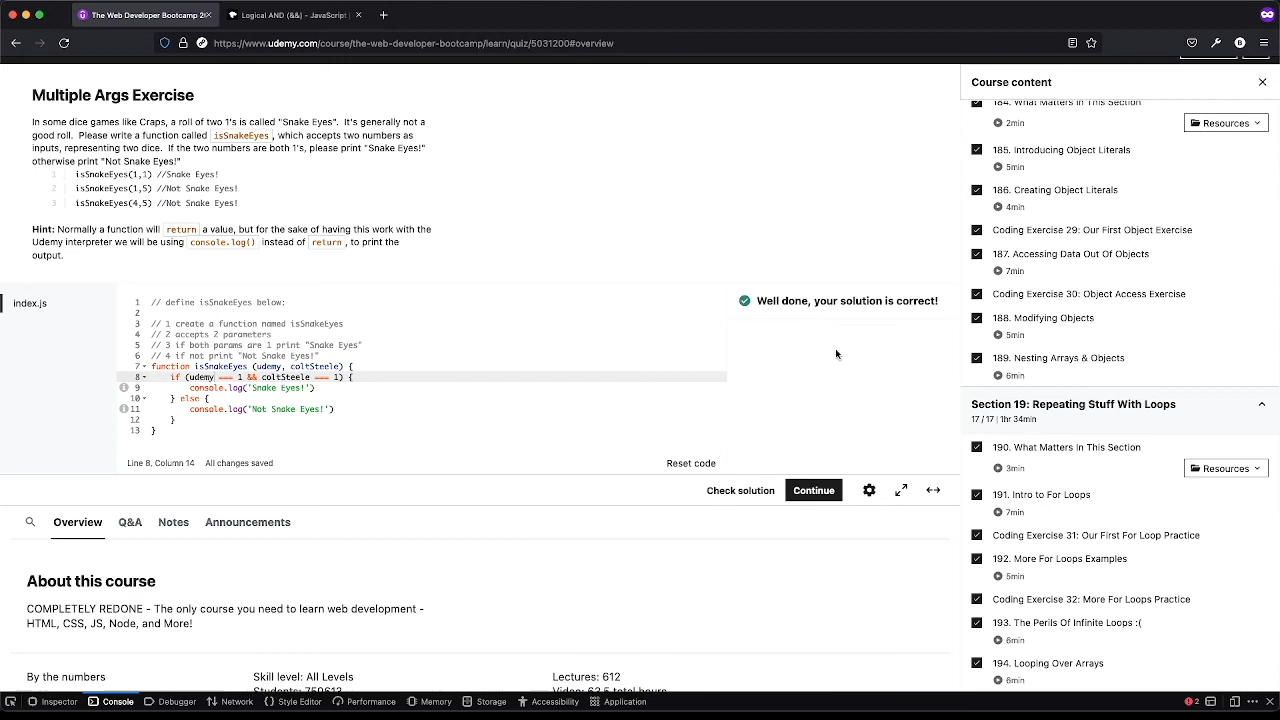 The Web Developer Bootcamp 20
Logical AND (&&) - JavaScript |
https://www.udemy.com/course/the-web-developer-bootcamp/learn/quiz/5031200#overview
Multiple Args Exercise
In some dice games like Craps, a roll of two 1's is called "Snake Eyes". It's generally not a
good roll. Please write a function called isSnakeEyes, which accepts two numbers as
inputs, representing two dice. If the two numbers are both 1's, please print "Snake Eyes!"
otherwise print "Not Snake Eyes!"
1 isSnakeEyes(1,1) //Snake Eyes!
2 isSnakeEyes(1,5) //Not Snake Eyes!
3 isSnakeEyes(4,5) //Not Snake Eyes!
Hint: Normally a function will return a value, but for the sake of having this work with the
Udemy interpreter we will be using console.log() instead of return, to print the
output.
index.js
1 // define isSnakeEyes below:
2
3 // 1 create a function named isSnakeEyes
4 // 2 accepts 2 parameters
5 // 3 if both params are 1 print "Snake Eyes"
6 // 4 if not print "Not Snake Eyes!"
7 function isSnakeEyes (udemy, coltSteele) {
8 if (udemy === 1 && coltSteele === 1) {
9 console.log('Snake Eyes!')
10 } else {
11 console.log('Not Snake Eyes!')
12 }
13 }
Well done, your solution is correct!
Line 8, Column 14 All changes saved
Reset code
Check solution
Continue
Overview Q&A Notes Announcements
About this course
COMPLETELY REDONE - The only course you need to learn web development -
HTML, CSS, JS, Node, and More!
By the numbers
Skill level: All Levels
Students: 759613
Lectures: 612
Video: 63.5 total hours
Course content
184. What Matters In This Section
2min
Resources
185. Introducing Object Literals
5min
186. Creating Object Literals
4min
Coding Exercise 29: Our First Object Exercise
187. Accessing Data Out Of Objects
7min
Coding Exercise 30: Object Access Exercise
188. Modifying Objects
5min
189. Nesting Arrays & Objects
6min
Section 19: Repeating Stuff With Loops
17 / 17 | 1hr 34min
190. What Matters In This Section
3min
Resources
191. Intro to For Loops
7min
Coding Exercise 31: Our First For Loop Practice
192. More For Loops Examples
5min
Coding Exercise 32: More For Loops Practice
193. The Perils Of Infinite Loops :(
6min
194. Looping Over Arrays
6min
Inspector Console Debugger Network Style Editor Performance Memory Storage Accessibility Application
2